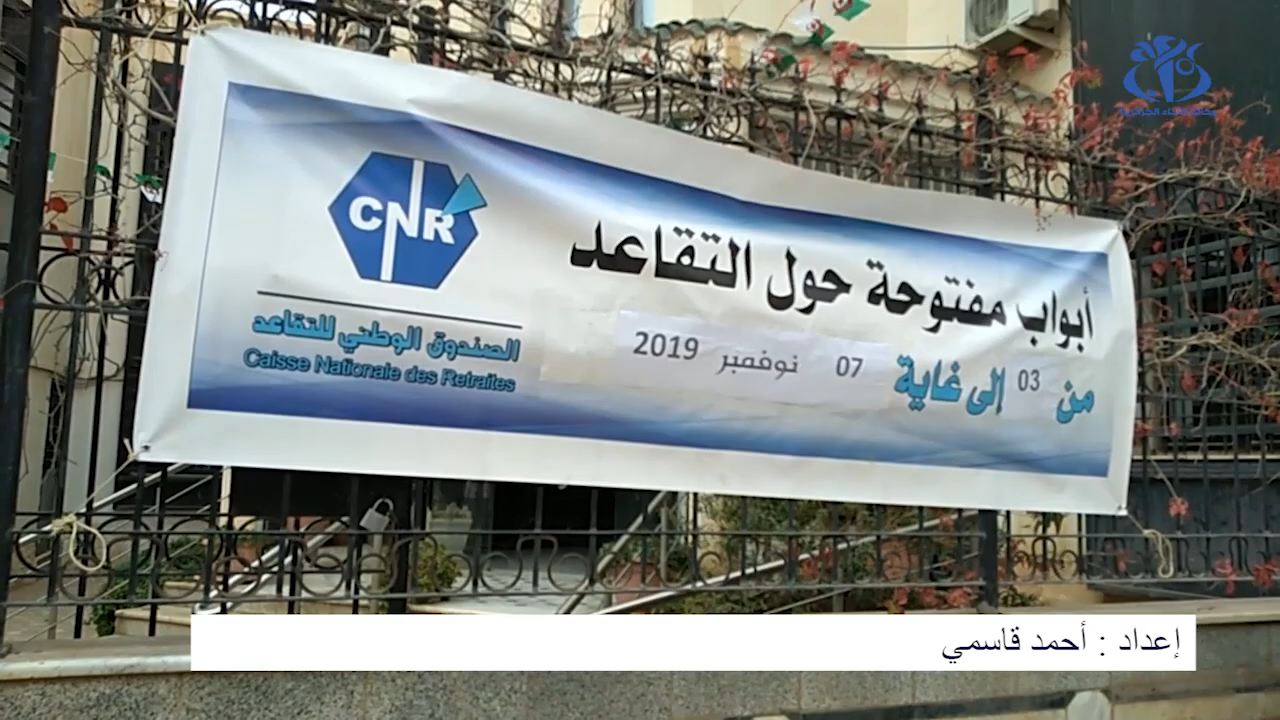 أبواب مفتوحة حول التقاعد
من 03 إلى غاية 07 نوفمبر 2019
CNR
الصندوق الوطني للتقاعد
Caisse Nationale des Retraites
إعداد : أحمد قاسمي